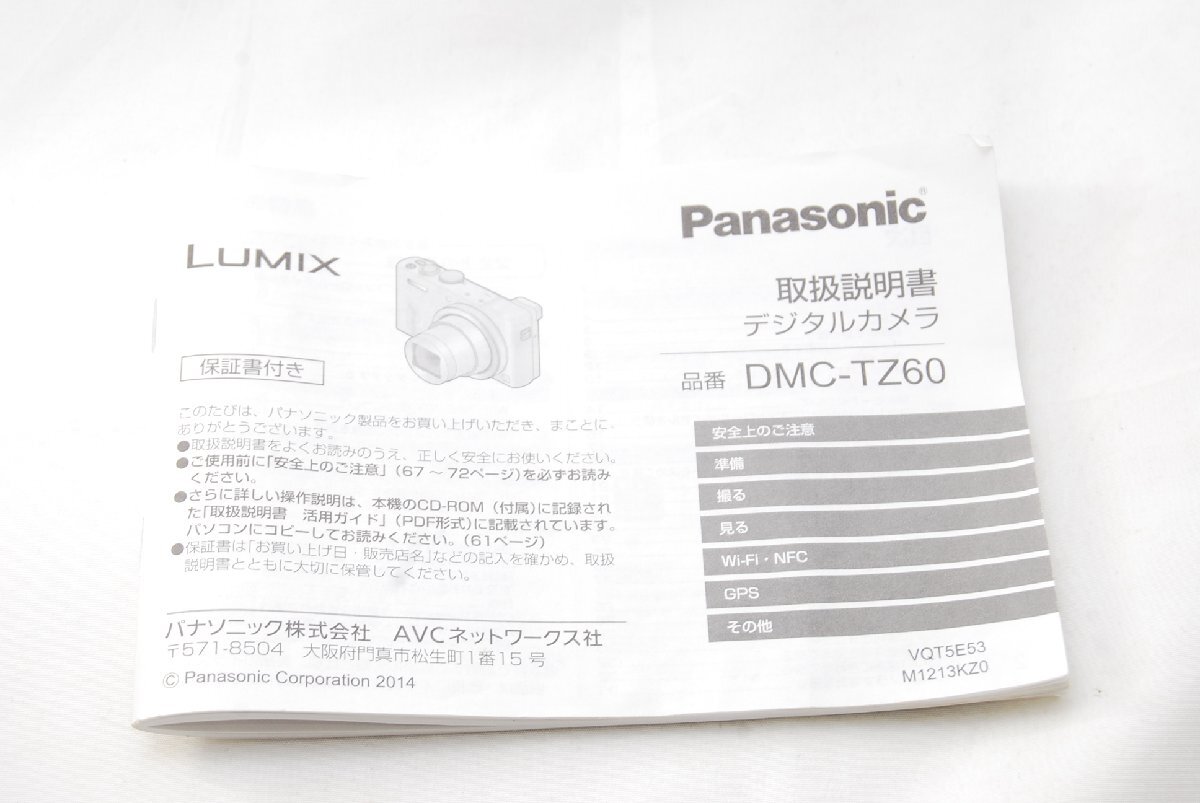 LUMIX
保証書付き
このたびは、パナソニック製品をお買い上げいただき、まことに、
ありがとうございます。
●取扱説明書をよくお読みのうえ、正しく安全にお使いください。
●ご使用前に「安全上のご注意」（67 ～ 72ページ）を必ずお読み
ください。
●さらに詳しい操作説明は、本機のCD-ROM（付属）に記録され
た「取扱説明書　活用ガイド」（PDF形式）に記載されています。
パソコンにコピーしてお読みください。（61ページ）
●保証書は「お買い上げ日・販売店名」などの記入を確かめ、取扱
説明書とともに大切に保管してください。
パナソニック株式会社　AVCネットワークス社
〒571-8504　大阪府門真市松生町1番15号
© Panasonic Corporation 2014
Panasonic®
取扱説明書
デジタルカメラ
品番 DMC-TZ60
安全上のご注意
準備
撮る
見る
Wi-Fi・NFC
GPS
その他
VQT5E53
M1213KZ0